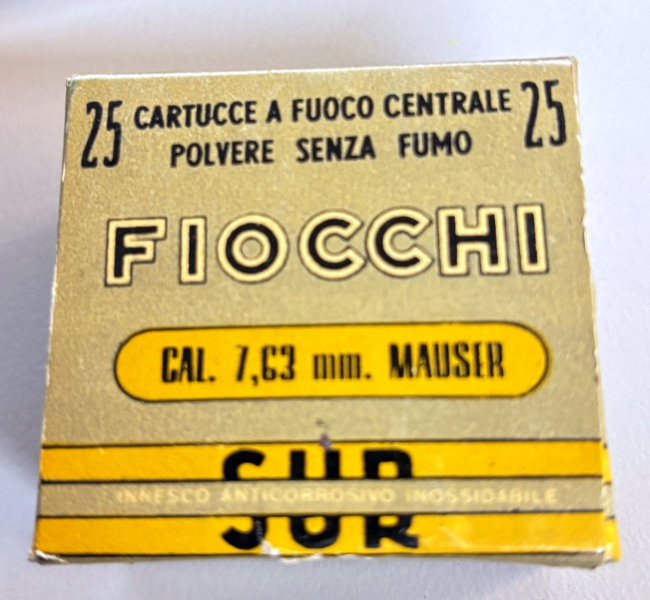 25 CARTUCCE A FUOCO CENTRALE 25
POLVERE SENZA FUMO
FIOCCHI
CAL. 7,63 mm. MAUSER
SUR
INNESCO ANTICORROSIVO INOSSIDABILE